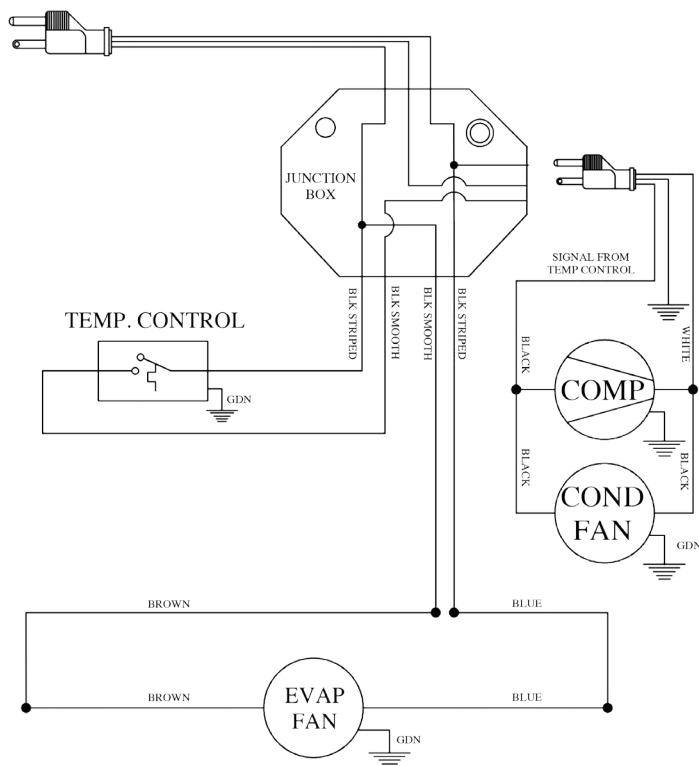 JUNCTION
BOX
SIGNAL FROM
TEMP CONTROL
BLK STRIPED
BLK SMOOTH
BLK SMOOTH
BLK STRIPED
TEMP. CONTROL
GDN
BLACK
WHITE
COMP
BLACK
BLACK
COND
FAN
GDN
BROWN
BLUE
BROWN
EVAP
FAN
BLUE
GDN